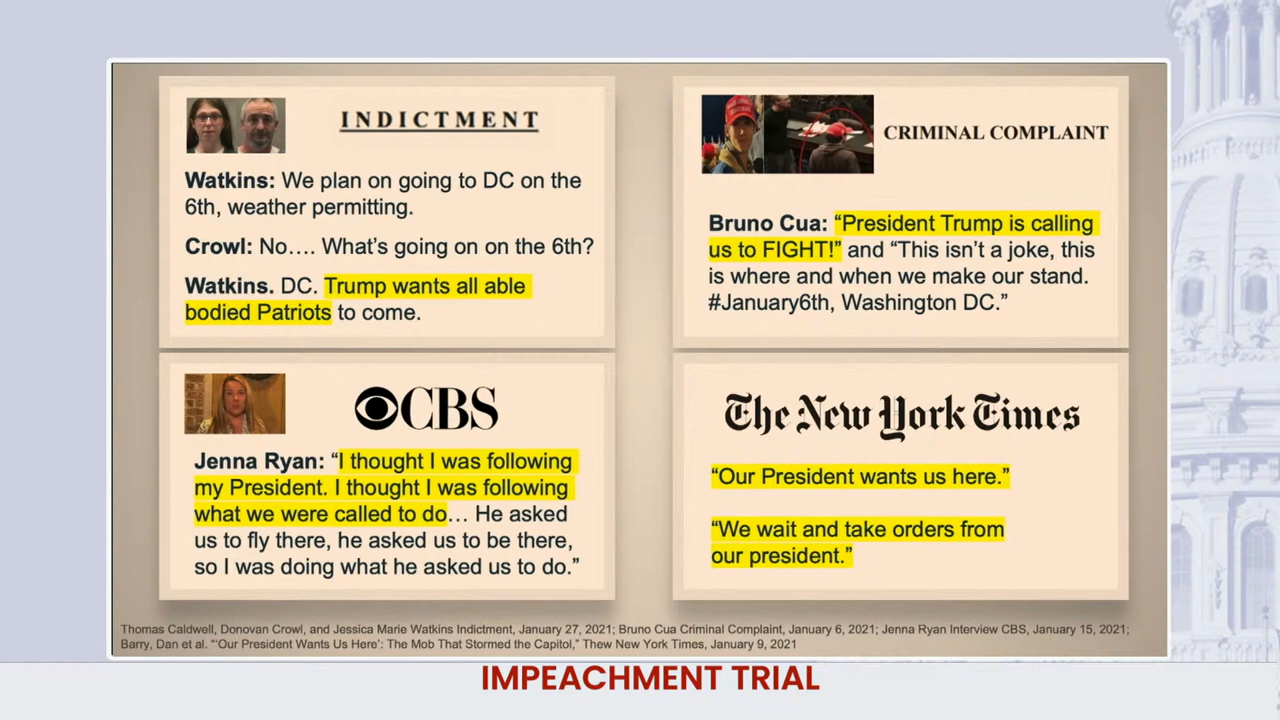 INDICTMENT
Watkins: We plan on going to DC on the
6th, weather permitting.
Crowl: No…. What’s going on on the 6th?
Watkins. DC. Trump wants all able
bodied Patriots to come.
CRIMINAL COMPLAINT
Bruno Cua: “President Trump is calling
us to FIGHT!” and “This isn’t a joke, this
is where and when we make our stand.
#January6th, Washington DC.”
CBS
Jenna Ryan: “I thought I was following
my President. I thought I was following
what we were called to do… He asked
us to fly there, he asked us to be there,
so I was doing what he asked us to do.”
The New York Times
“Our President wants us here.”
“We wait and take orders from
our president.”
Thomas Caldwell, Donovan Crowl, and Jessica Marie Watkins Indictment, January 27, 2021; Bruno Cua Criminal Complaint, January 6, 2021; Jenna Ryan Interview CBS, January 15, 2021;
Barry, Dan et al. “‘Our President Wants Us Here’: The Mob That Stormed the Capitol,” Thew New York Times, January 9, 2021
IMPEACHMENT TRIAL